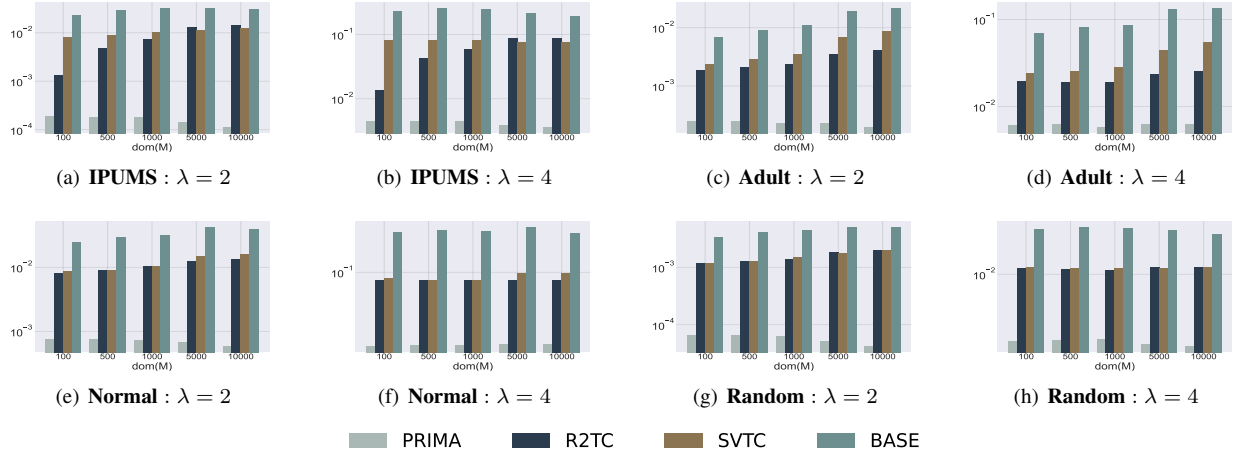 10⁻²
10⁻³
10⁻⁴
100 500 1000 5000 10000
dom(M)
(a) IPUMS : λ = 2
10⁻¹
10⁻²
100 500 1000 5000 10000
dom(M)
(b) IPUMS : λ = 4
10⁻²
10⁻³
100 500 1000 5000 10000
dom(M)
(c) Adult : λ = 2
10⁻¹
10⁻²
100 500 1000 5000 10000
dom(M)
(d) Adult : λ = 4
10⁻²
10⁻³
100 500 1000 5000 10000
dom(M)
(e) Normal : λ = 2
10⁻¹
100 500 1000 5000 10000
dom(M)
(f) Normal : λ = 4
10⁻³
10⁻⁴
100 500 1000 5000 10000
dom(M)
(g) Random : λ = 2
10⁻²
100 500 1000 5000 10000
dom(M)
(h) Random : λ = 4
PRIMA R2TC SVTC BASE